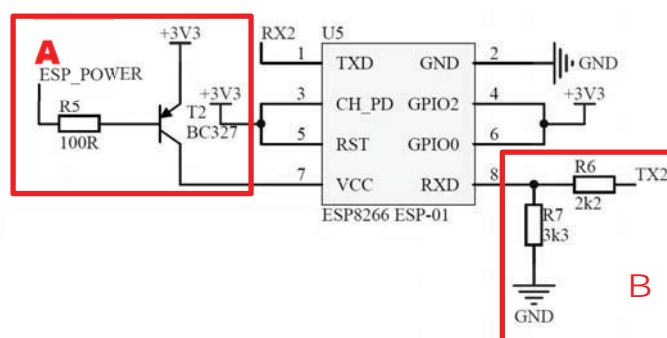 A
+3V3
ESP_POWER
R5
100R
T2
BC327
+3V3
RX2
U5
1 TXD GND 2
GND
3 CH_PD GPIO2 4
+3V3
5 RST GPIO0 6
7 VCC RXD 8
ESP8266 ESP-01
R6
TX2
2k2
R7
3k3
GND
B